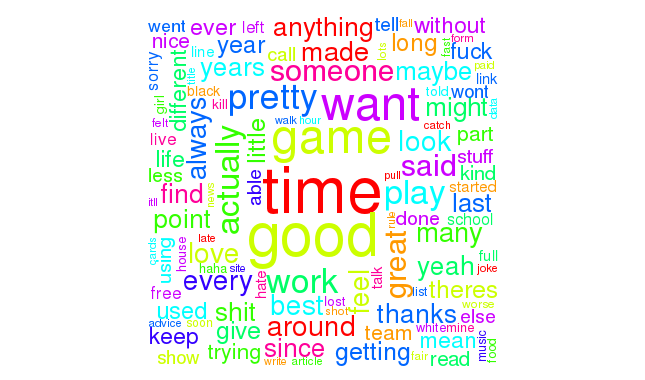 went ever left anything tell fall without
nice line year call made lots long fast form fuck
sorry title years someone maybe paid link
different black pretty want told wont data
girl kill always walk hour might
felt actually little game look catch part
live time said stuff
life less able pull play kind
find news started last
itll point good rule done school
late many
cards using house love great yeah full
haha site every hate work feel talk joke
free list theres
used shit best lost shot thanks worse
advice soon give around team whitemine else
keep trying since getting mean music food
show write article fair read